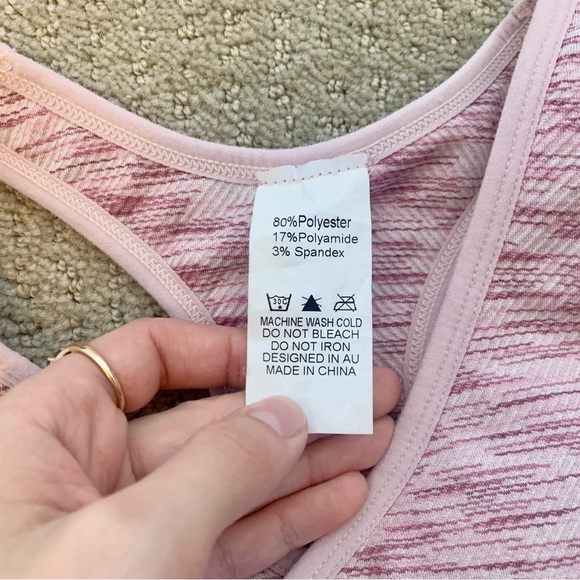 80%Polyester
17%Polyamide
3% Spandex
30C
MACHINE WASH COLD
DO NOT BLEACH
DO NOT IRON
DESIGNED IN AU
MADE IN CHINA